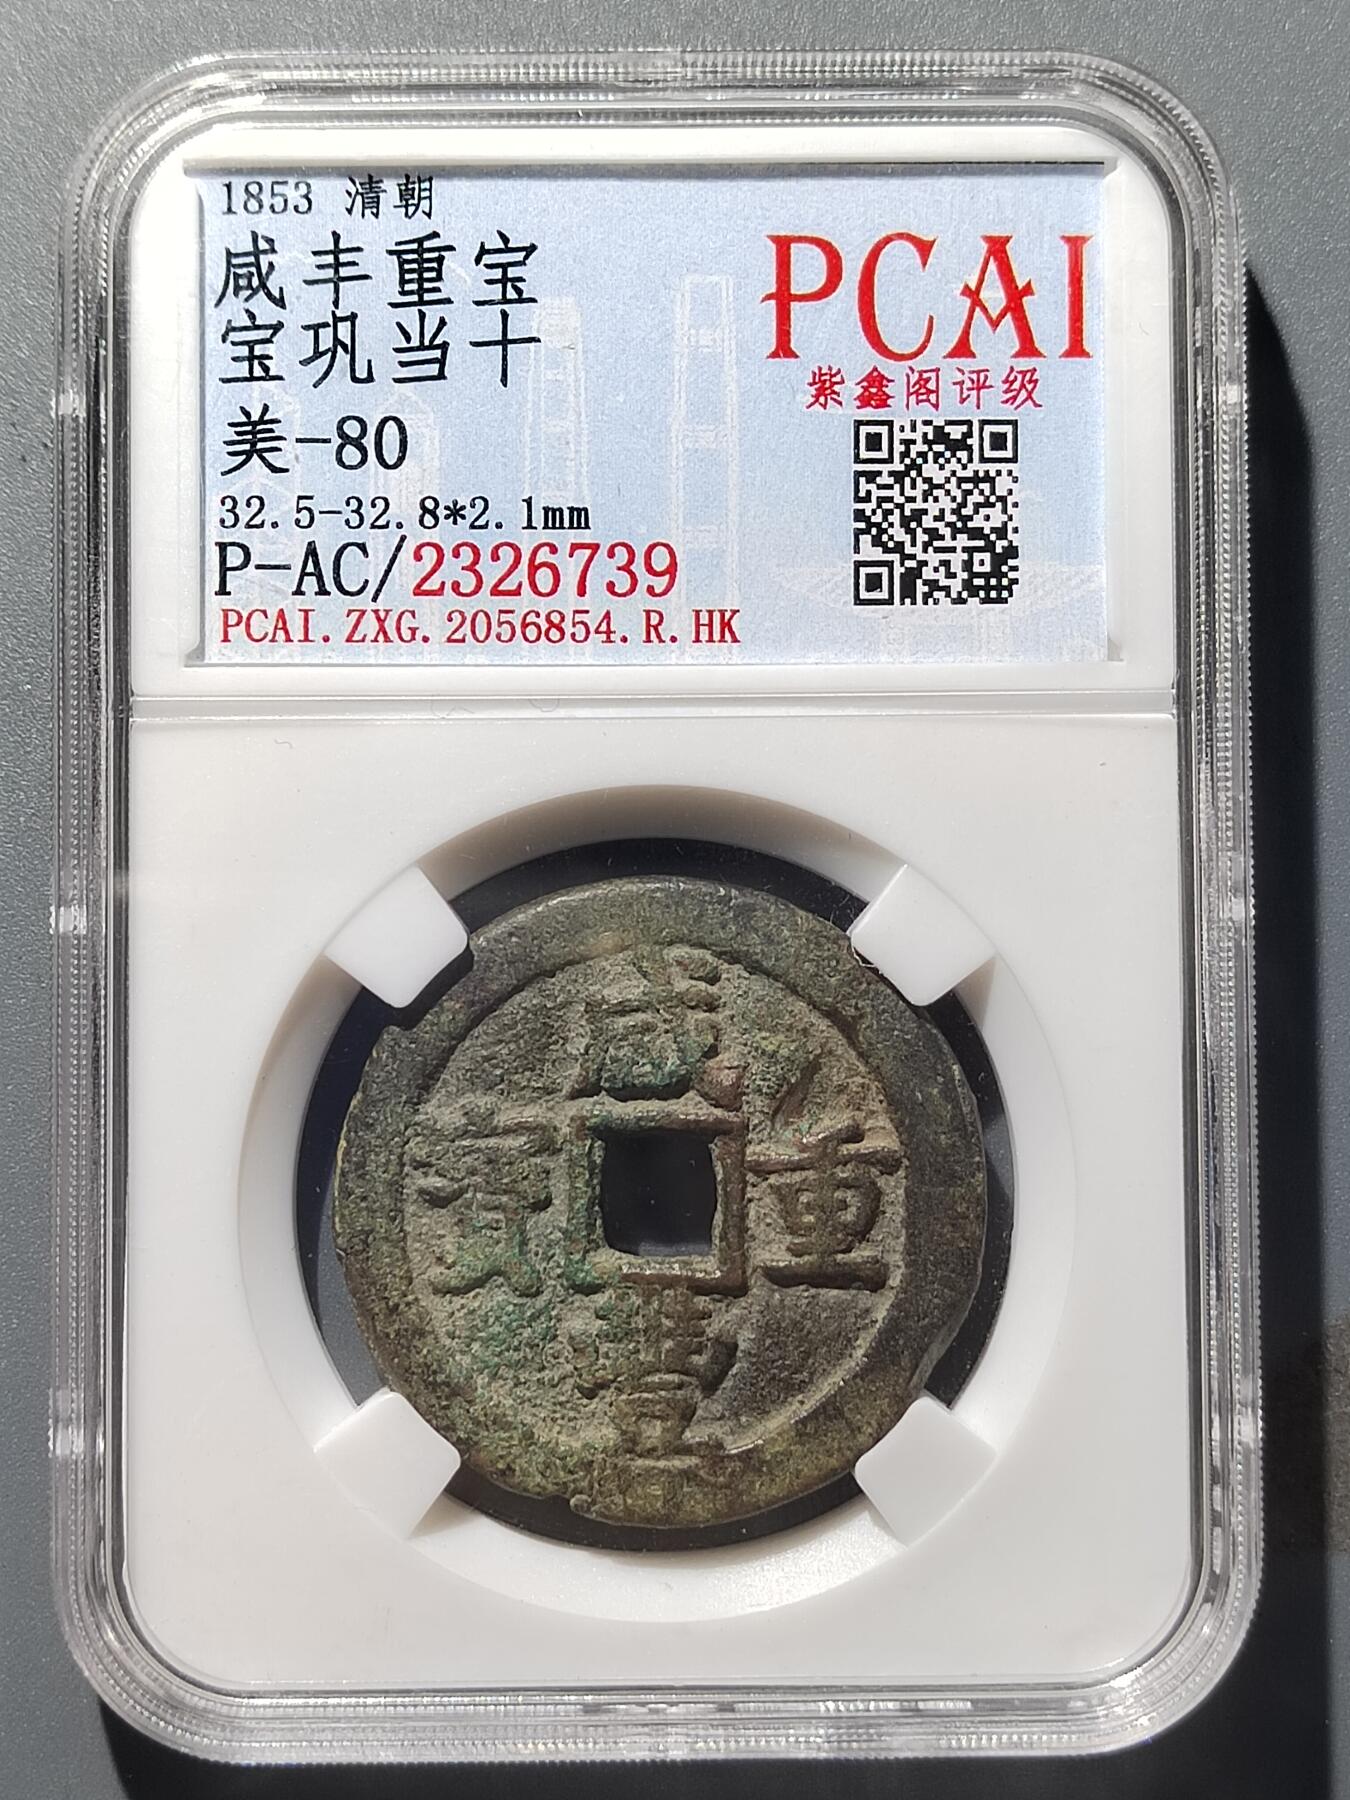 1853 清朝
咸丰重宝
宝巩当十
美-80
32.5-32.8*2.1mm
P-AC/2326739
PCAI.ZXG.2056854.R.HK
PCAI
紫鑫阁评级
咸
豐
重
寶